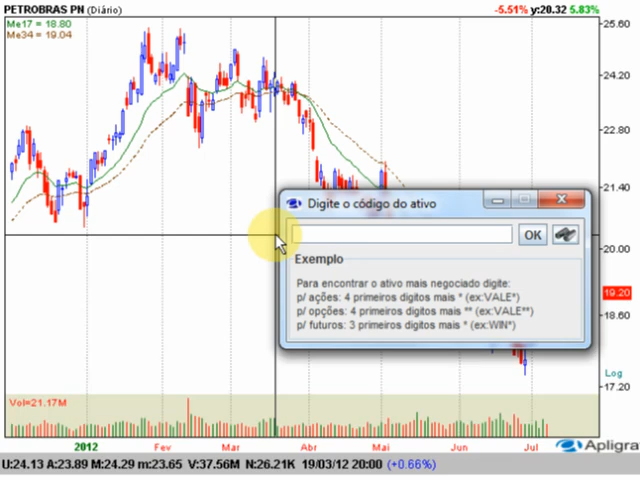 PETROBRAS PN (Diário)
-5.51% y:20.32 5.83%
Me17 = 18.80
Me34 = 19.04
25.60
24.20
22.80
21.40
20.00
19.20
18.60
Log
17.20
Digite o código do ativo
OK
Exemplo
Para encontrar o ativo mais negociado digite:
p/ ações: 4 primeiros digitos mais * (ex:VALE*)
p/ opções: 4 primeiros digitos mais ** (ex:VALE**)
p/ futuros: 3 primeiros digitos mais * (ex:WIN*)
Vol=21.17M
2012 Fev Mar Abr Mai Jun Jul
Apligra
U:24.13 A:23.89 M:24.29 m:23.65 V:37.56M N:26.21K 19/03/12 20:00 (+0.66%)